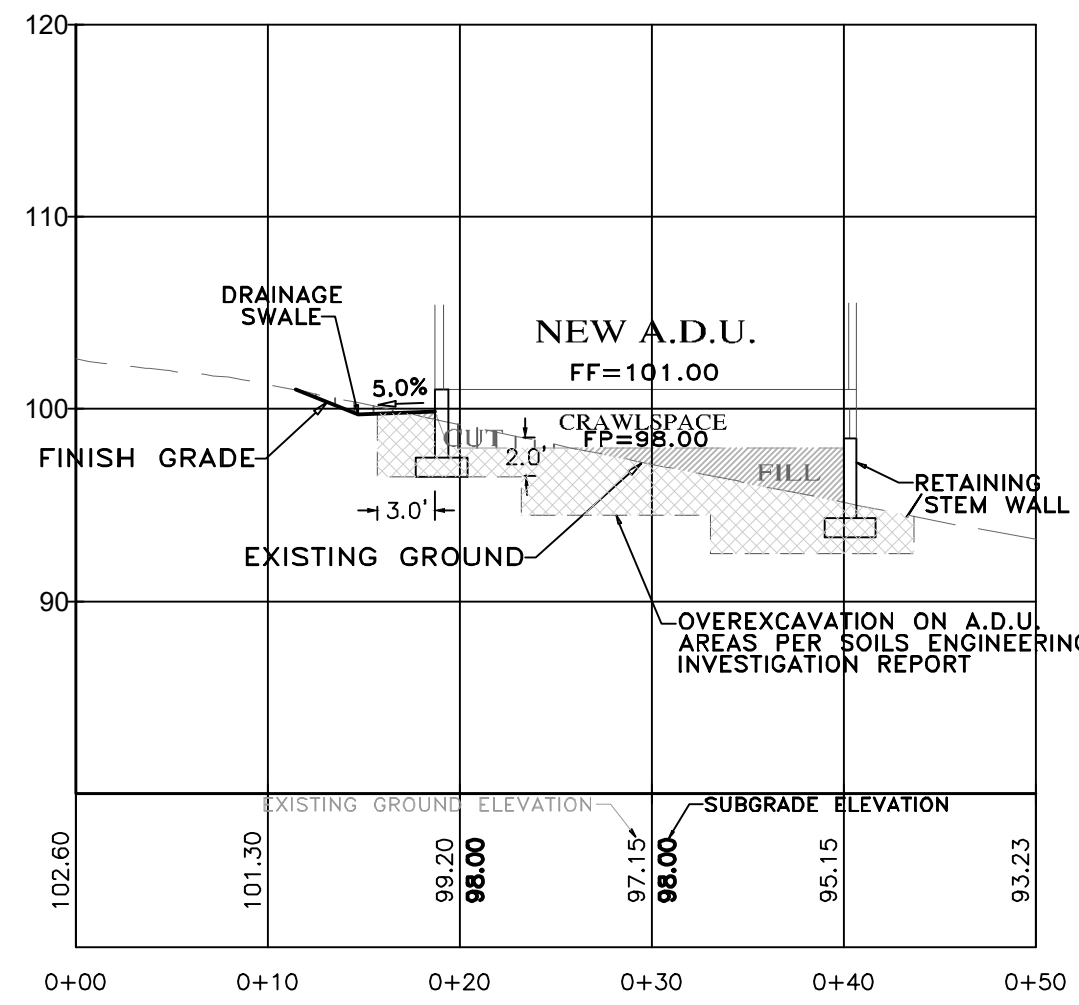 120
110
DRAINAGE
SWALE
NEW A.D.U.
5.0%
FF=101.00
100
CRAWLSPACE
CUT
FP=98.00
2.0'
FINISH GRADE
FILL
RETAINING
STEM WALL
3.0'
EXISTING GROUND
90
OVEREXCAVATION ON A.D.U.
AREAS PER SOILS ENGINEERING
INVESTIGATION REPORT
EXISTING GROUND ELEVATION
SUBGRADE ELEVATION
102.60
101.30
99.20
98.00
97.15
98.00
95.15
93.23
0+00
0+10
0+20
0+30
0+40
0+50